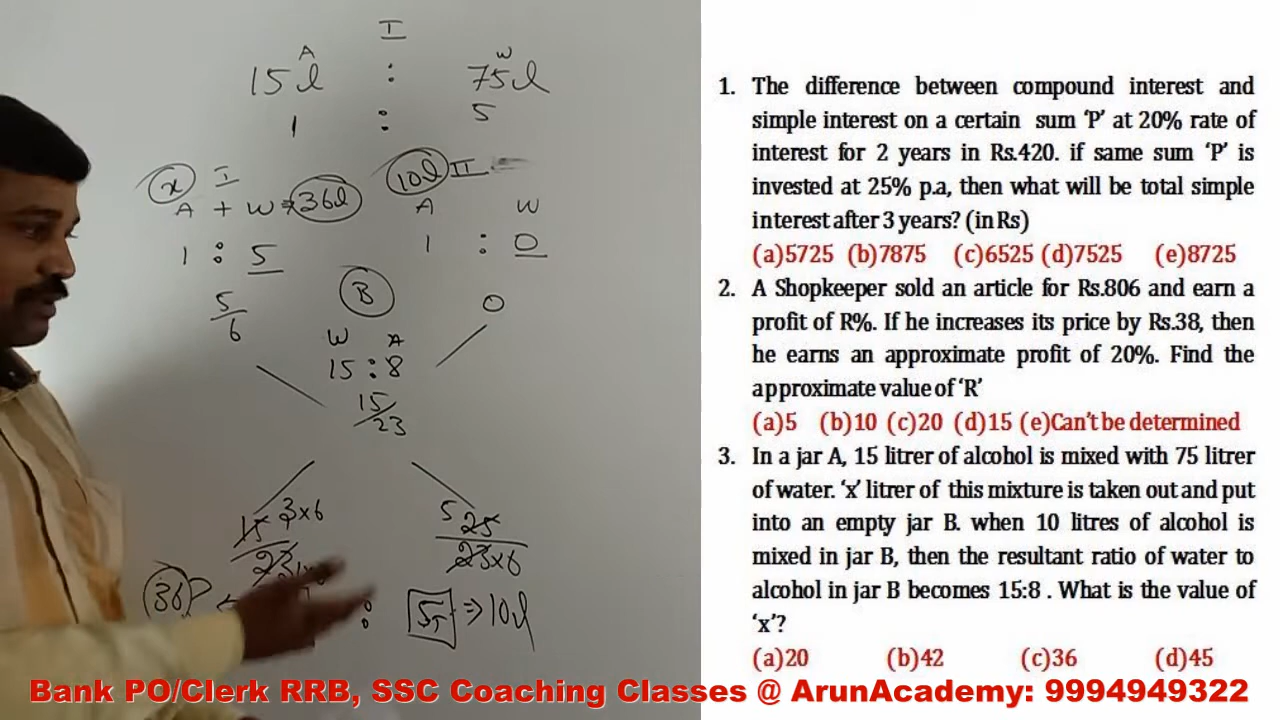 I
A W
15l : 75l
1 : 5
x I
A + W ⇒ 36l
1 : 5
5/6
10l II
A W
1 : 0
0
B
W A
15 : 8
15/23
15 3x6
23
5 25
23x6
36
:
5 ⇒ 10l
1. The difference between compound interest and
simple interest on a certain sum ‘P’ at 20% rate of
interest for 2 years in Rs.420. if same sum ‘P’ is
invested at 25% p.a, then what will be total simple
interest after 3 years? (in Rs)
(a)5725 (b)7875 (c)6525 (d)7525 (e)8725
2. A Shopkeeper sold an article for Rs.806 and earn a
profit of R%. If he increases its price by Rs.38, then
he earns an approximate profit of 20%. Find the
approximate value of ‘R’
(a)5 (b)10 (c)20 (d)15 (e)Can’t be determined
3. In a jar A, 15 litrer of alcohol is mixed with 75 litrer
of water. ‘x’ litrer of this mixture is taken out and put
into an empty jar B. when 10 litres of alcohol is
mixed in jar B, then the resultant ratio of water to
alcohol in jar B becomes 15:8 . What is the value of
‘x’?
(a)20 (b)42 (c)36 (d)45
Bank PO/Clerk RRB, SSC Coaching Classes @ ArunAcademy: 9994949322